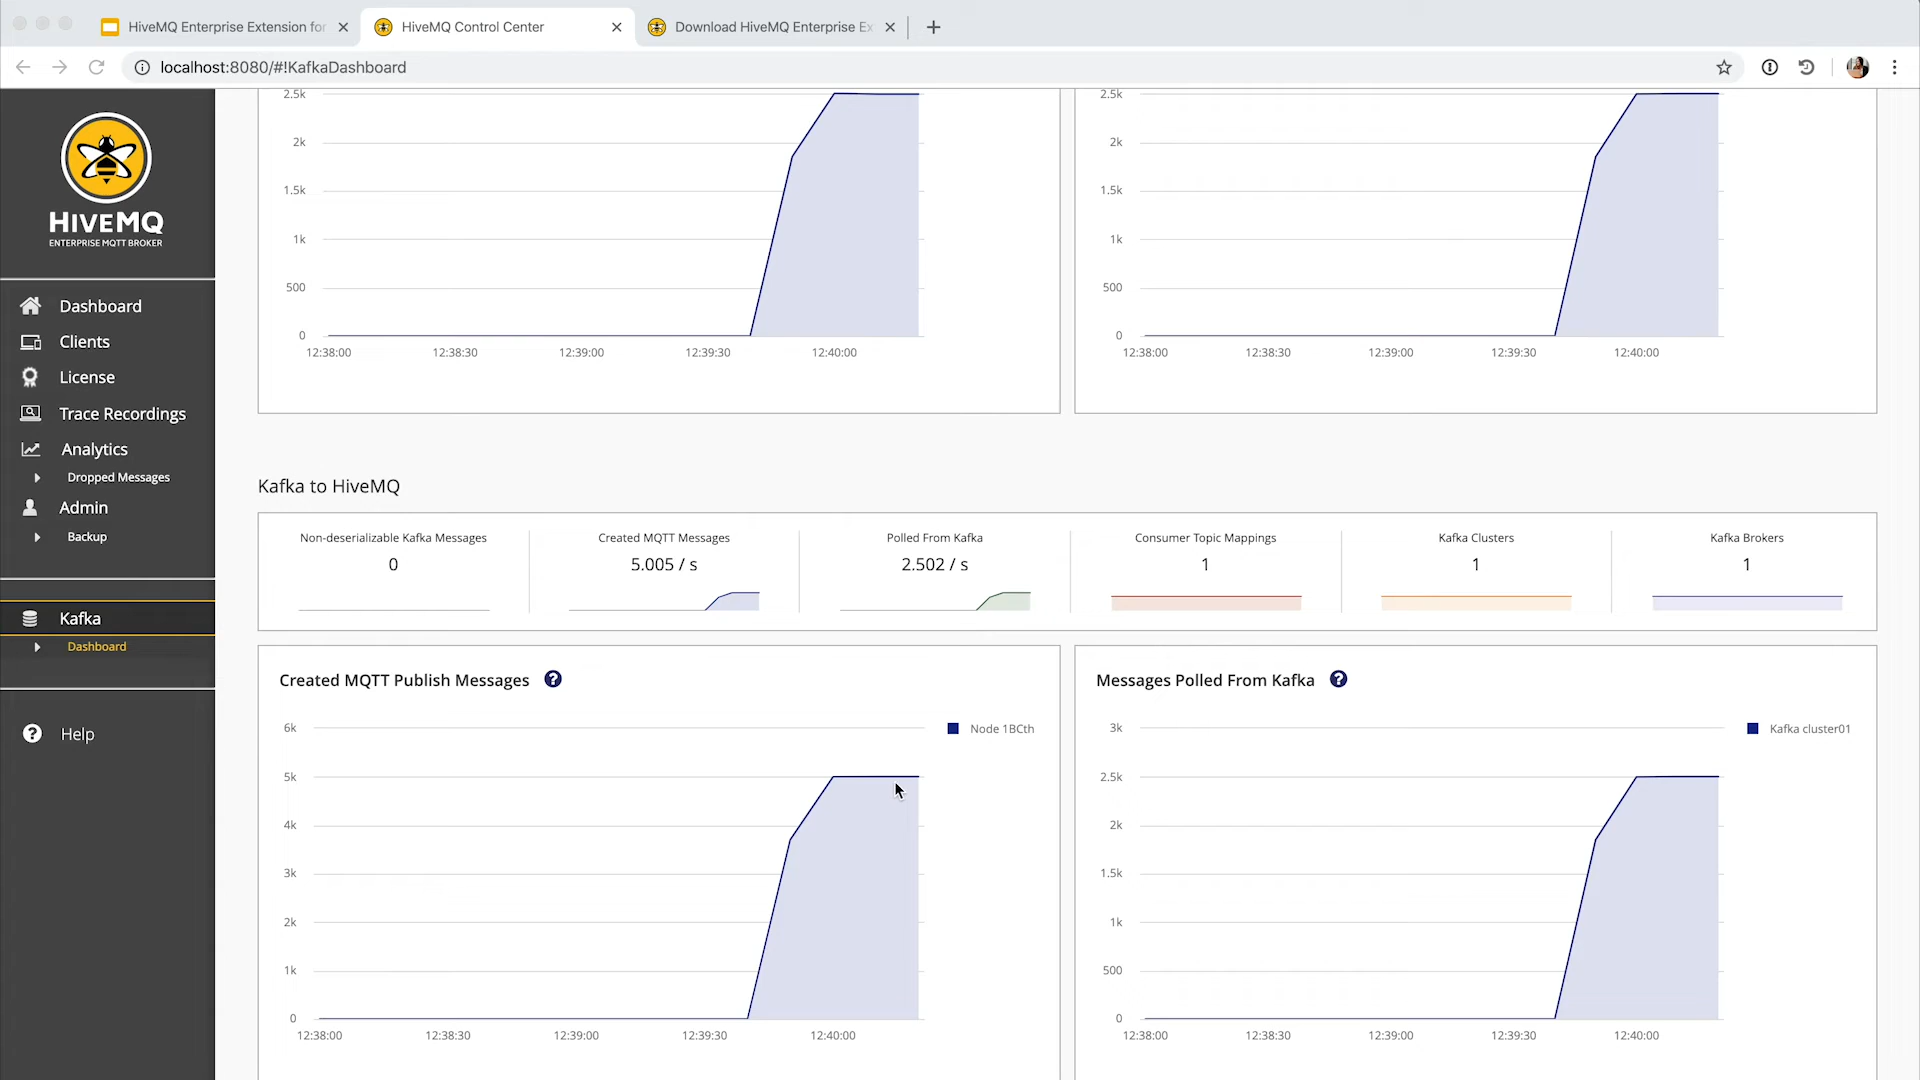 HiveMQ Enterprise Extension for
HiveMQ Control Center
Download HiveMQ Enterprise Ex
localhost:8080/#!KafkaDashboard
HIVEMQ
ENTERPRISE MQTT BROKER
Dashboard
Clients
License
Trace Recordings
Analytics
Dropped Messages
Admin
Backup
Kafka
Dashboard
Help
2.5k
2k
1.5k
1k
500
0
12:38:00 12:38:30 12:39:00 12:39:30 12:40:00
2.5k
2k
1.5k
1k
500
0
12:38:00 12:38:30 12:39:00 12:39:30 12:40:00
Kafka to HiveMQ
Non-deserializable Kafka Messages
0
Created MQTT Messages
5.005 / s
Polled From Kafka
2.502 / s
Consumer Topic Mappings
1
Kafka Clusters
1
Kafka Brokers
1
Created MQTT Publish Messages
6k
5k
4k
3k
2k
1k
0
12:38:00 12:38:30 12:39:00 12:39:30 12:40:00
Node 1BCth
Messages Polled From Kafka
3k
2.5k
2k
1.5k
1k
500
0
12:38:00 12:38:30 12:39:00 12:39:30 12:40:00
Kafka cluster01